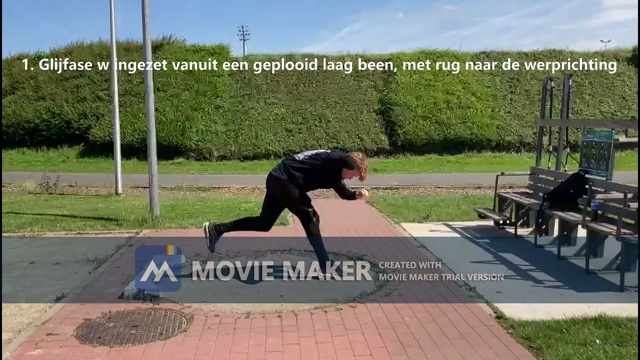 1. Glijfase w ingezet vanuit een geplooid laag been, met rug naar de werprichting
MOVIE MAKER
CREATED WITH
MOVIE MAKER TRIAL VERSION